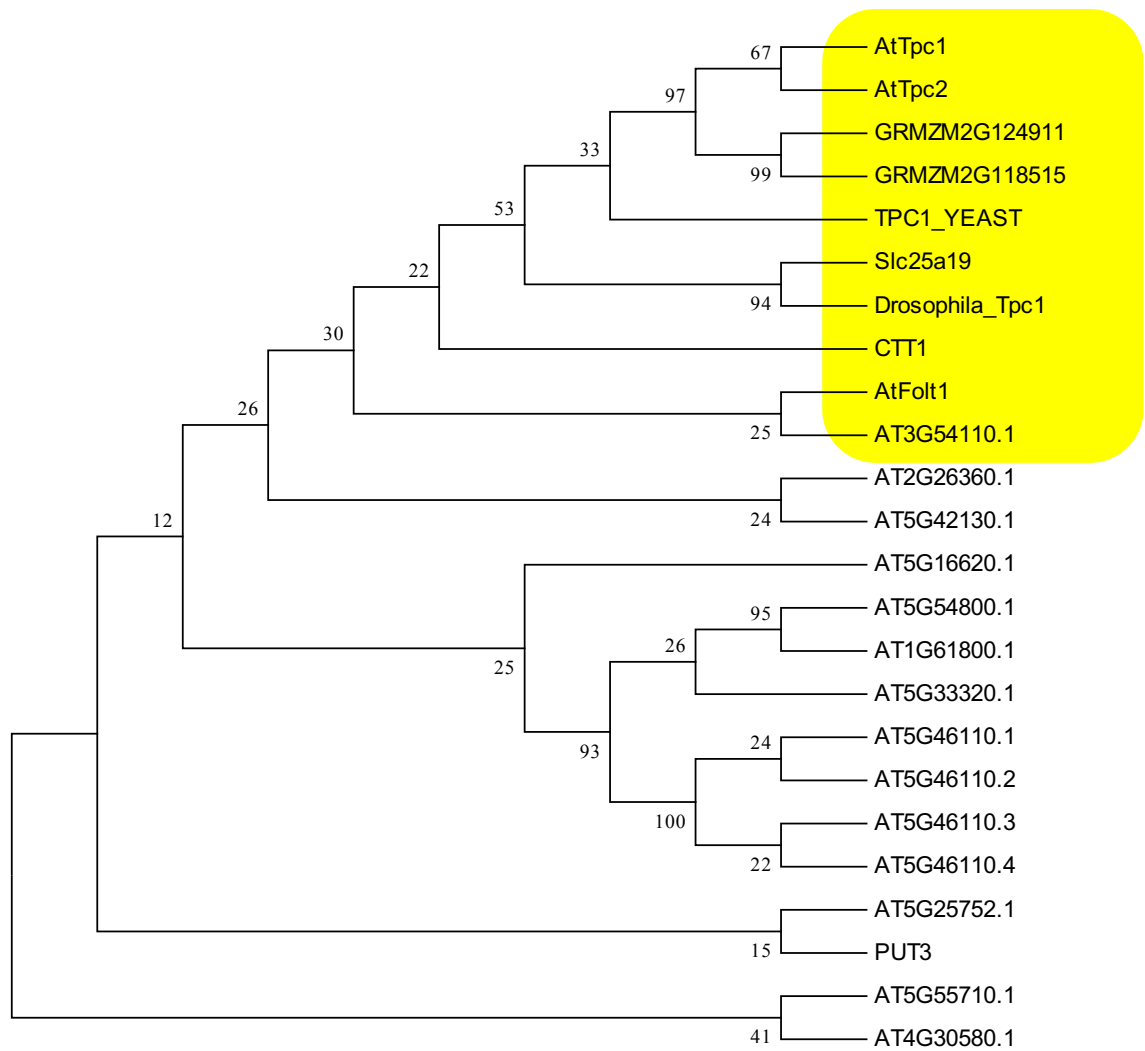 AtTpc1
67
AtTpc2
97
GRMZM2G124911
33
99
GRMZM2G118515
53
TPC1_YEAST
22
Slc25a19
94
Drosophila_Tpc1
30
CTT1
26
AtFolt1
25
AT3G54110.1
12
AT2G26360.1
24
AT5G42130.1
AT5G16620.1
95
AT5G54800.1
26
AT1G61800.1
25
AT5G33320.1
93
24
AT5G46110.1
AT5G46110.2
100
AT5G46110.3
22
AT5G46110.4
AT5G25752.1
15
PUT3
AT5G55710.1
41
AT4G30580.1